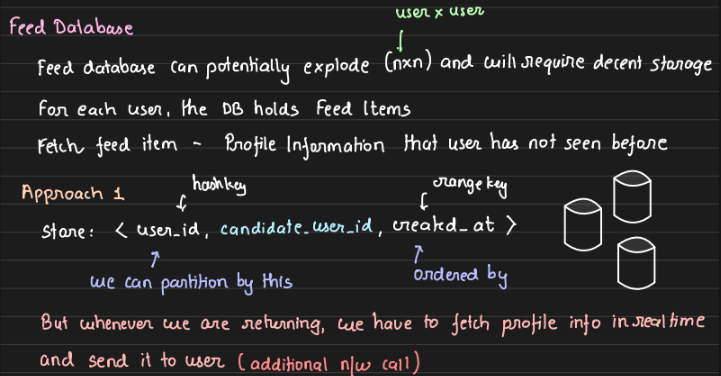 user x user
Feed Database
Feed database can potentially explode (nxn) and will require decent storage
For each user, the DB holds Feed Items
Fetch feed item - Profile Information that user has not seen before
Approach 1
hashkey
range key
Store: < user_id, candidate_user_id, created_at >
we can partition by this
ordered by
But whenever we are returning, we have to fetch profile info in realtime
and send it to user (additional n/w call)